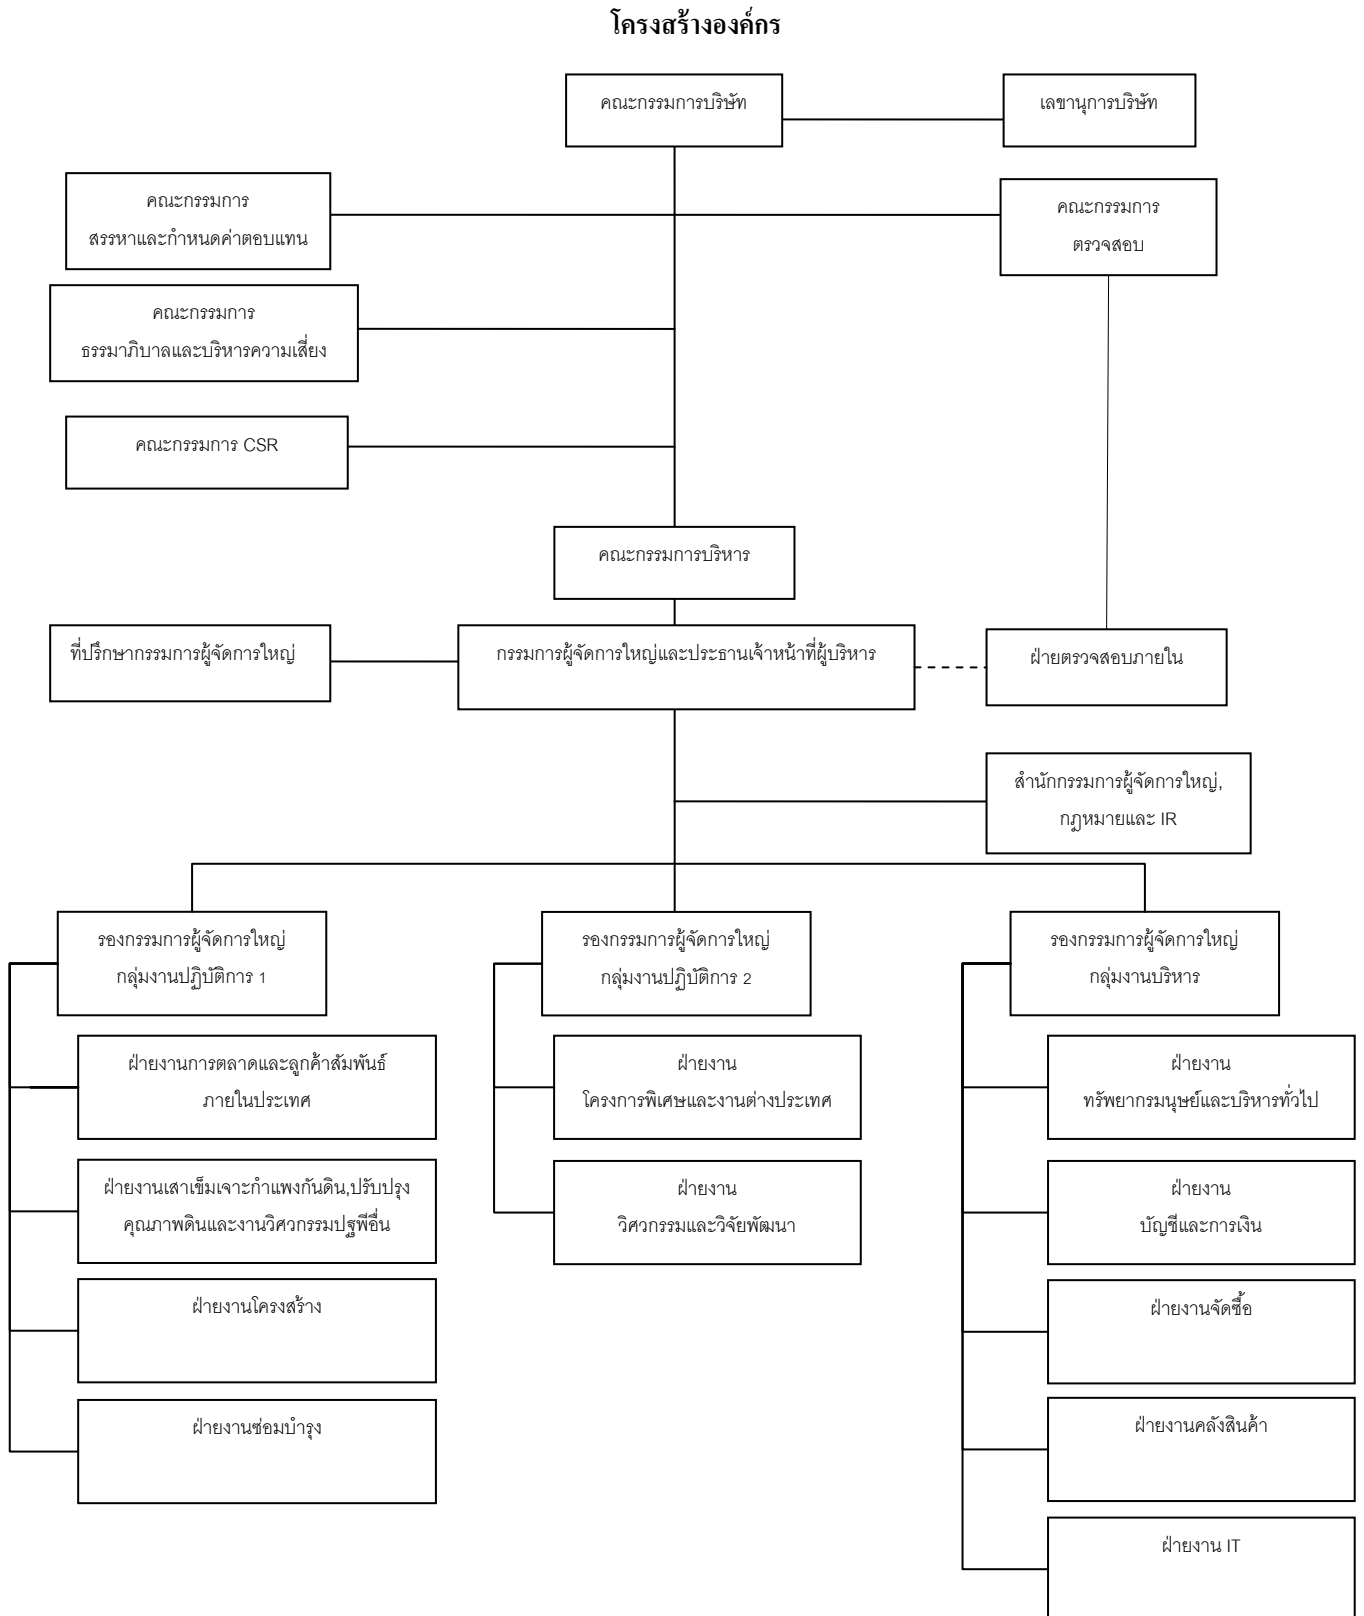 โครงสร้างองค์กร
คณะกรรมการบริษัท
เลขานุการบริษัท
คณะกรรมการ
สรรหาและกำหนดค่าตอบแทน
คณะกรรมการ
ตรวจสอบ
คณะกรรมการ
ธรรมาภิบาลและบริหารความเสี่ยง
คณะกรรมการ CSR
คณะกรรมการบริหาร
ที่ปรึกษากรรมการผู้จัดการใหญ่
กรรมการผู้จัดการใหญ่และประธานเจ้าหน้าที่ผู้บริหาร
ฝ่ายตรวจสอบภายใน
สำนักกรรมการผู้จัดการใหญ่,
กฎหมายและ IR
รองกรรมการผู้จัดการใหญ่
กลุ่มงานปฏิบัติการ 1
ฝ่ายงานการตลาดและลูกค้าสัมพันธ์
ภายในประเทศ
ฝ่ายงานเสาเข็มเจาะกำแพงกันดิน,ปรับปรุง
คุณภาพดินและงานวิศวกรรมปฐพีอื่น
ฝ่ายงานโครงสร้าง
ฝ่ายงานซ่อมบำรุง
รองกรรมการผู้จัดการใหญ่
กลุ่มงานปฏิบัติการ 2
ฝ่ายงาน
โครงการพิเศษและงานต่างประเทศ
ฝ่ายงาน
วิศวกรรมและวิจัยพัฒนา
รองกรรมการผู้จัดการใหญ่
กลุ่มงานบริหาร
ฝ่ายงาน
ทรัพยากรมนุษย์และบริหารทั่วไป
ฝ่ายงาน
บัญชีและการเงิน
ฝ่ายงานจัดซื้อ
ฝ่ายงานคลังสินค้า
ฝ่ายงาน IT